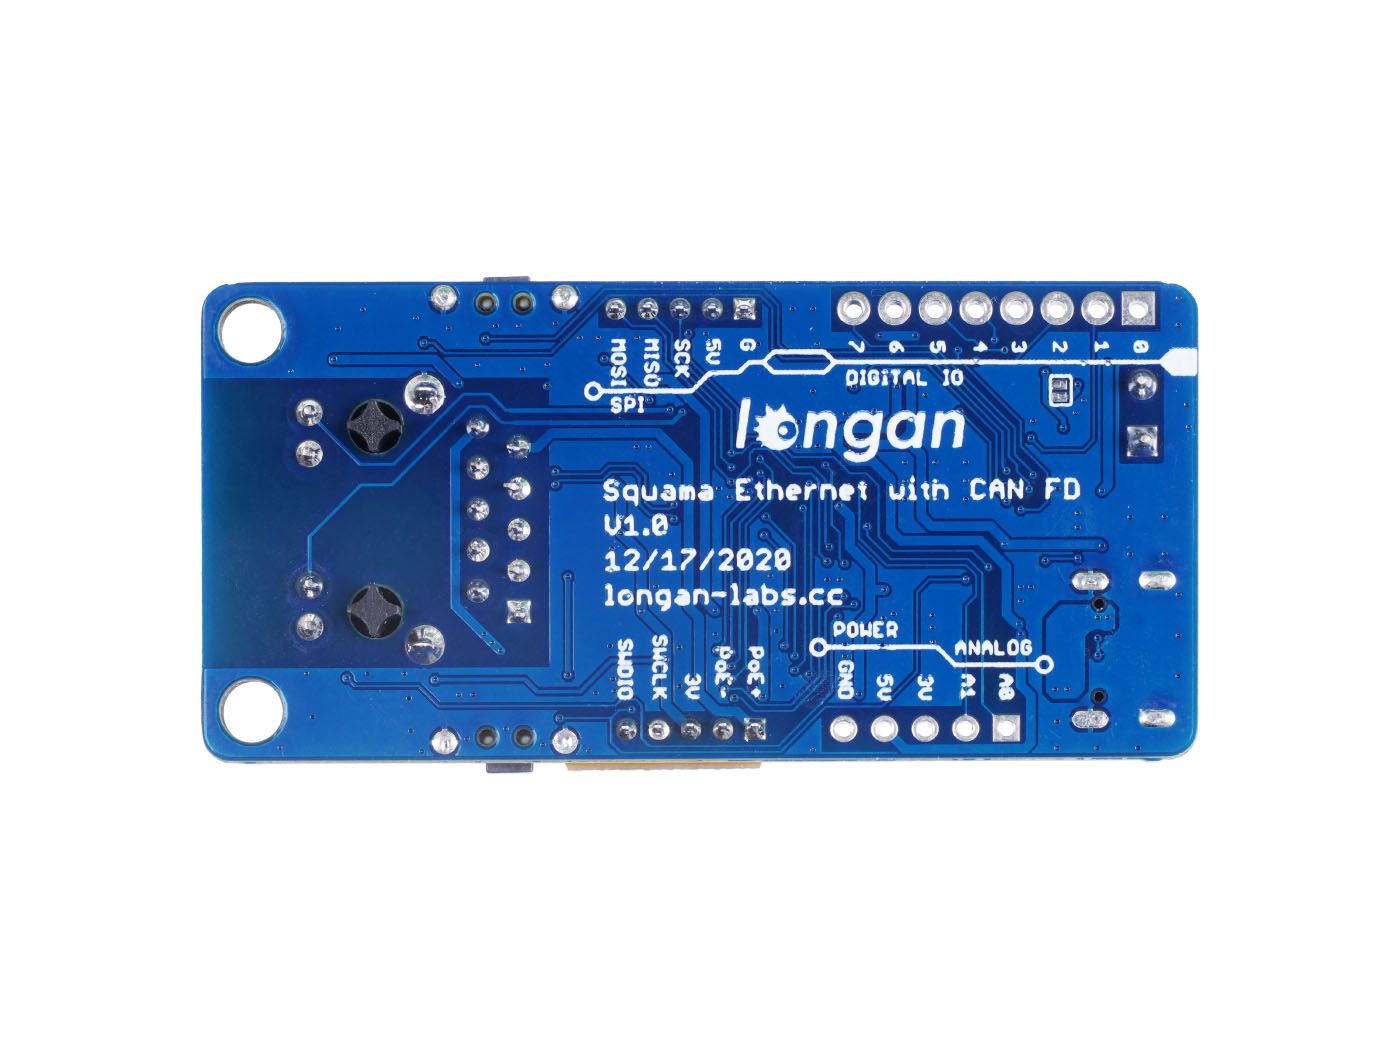 MOSI MISO SCK 5V G
7 6 5 4 3 2 1 0
DIGITAL IO
SPI
longan
Squama Ethernet with CAN FD
V1.0
12/17/2020
longan-labs.cc
POWER
ANALOG
SWDIO SWCLK 3V PoE- PoE+
GND 5V 3V A1 A0